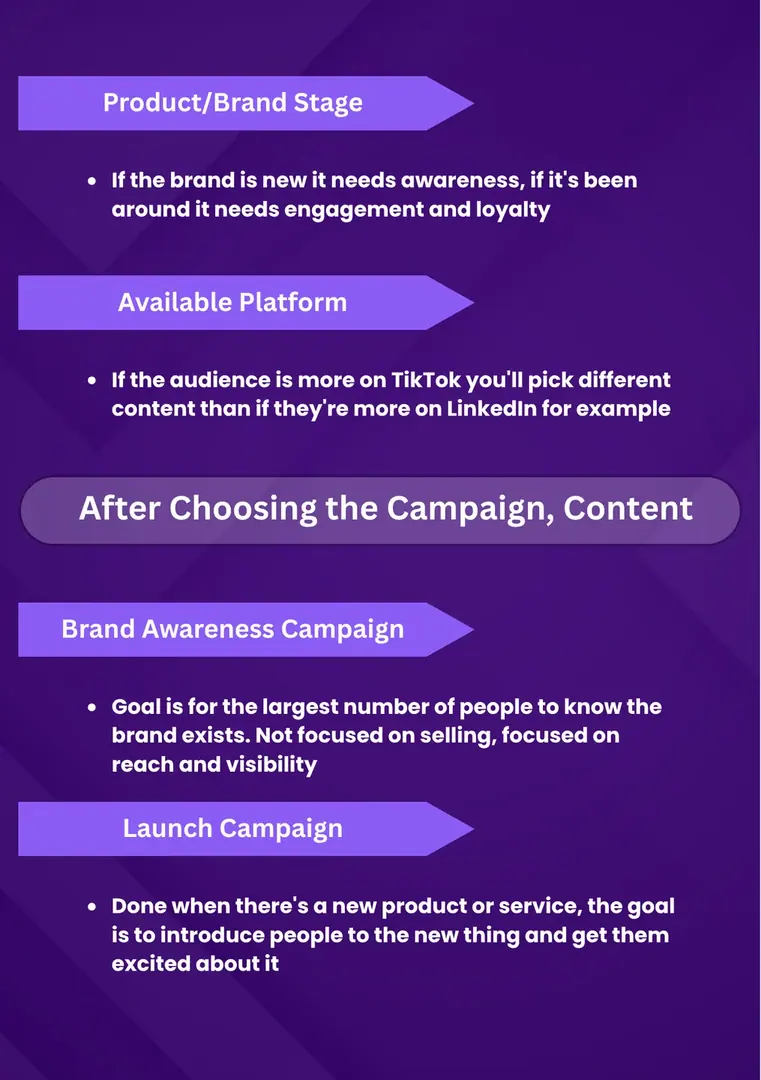 Product/Brand Stage
• If the brand is new it needs awareness, if it's been
around it needs engagement and loyalty
Available Platform
• If the audience is more on TikTok you'll pick different
content than if they're more on LinkedIn for example
After Choosing the Campaign, Content
Brand Awareness Campaign
• Goal is for the largest number of people to know the
brand exists. Not focused on selling, focused on
reach and visibility
Launch Campaign
• Done when there's a new product or service, the goal
is to introduce people to the new thing and get them
excited about it